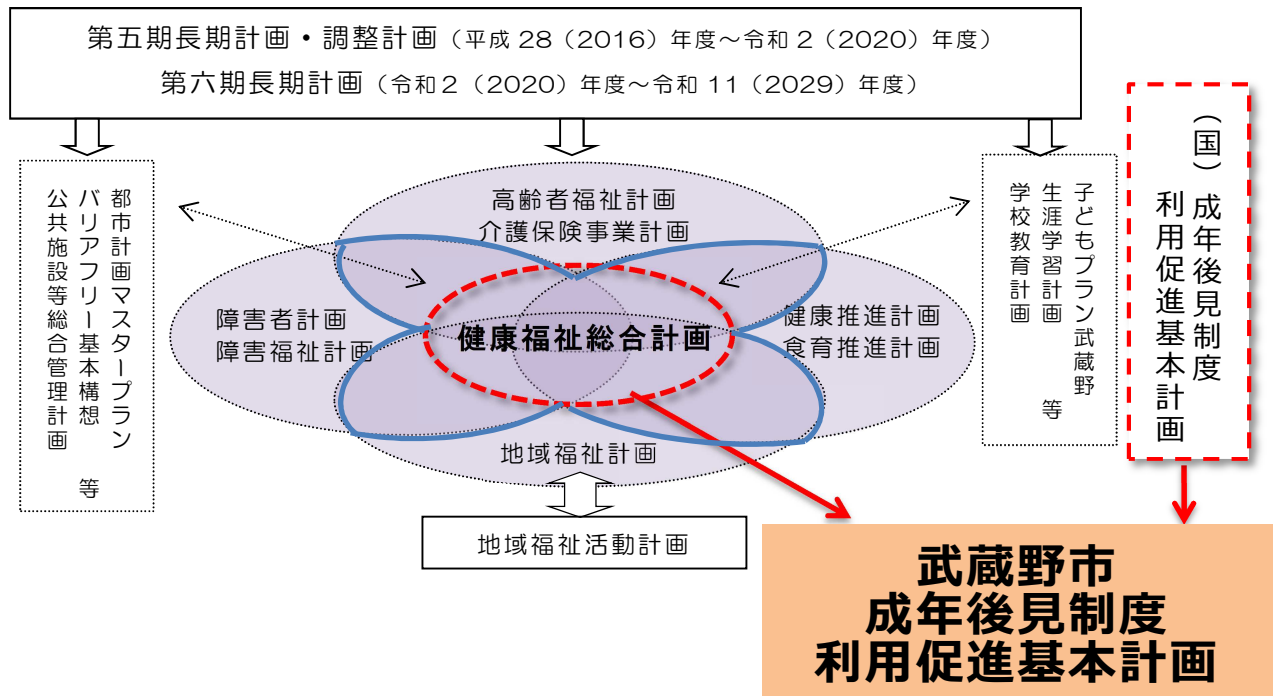 第五期長期計画・調整計画（平成 28（2016）年度～令和 2（2020）年度）
第六期長期計画（令和２（2020）年度～令和 11（2029）年度）
都市計画マスタープラン
バリアフリー基本構想
公共施設等総合管理計画　等
高齢者福祉計画
介護保険事業計画
障害者計画
障害福祉計画
健康福祉総合計画
健康推進計画
食育推進計画
地域福祉計画
地域福祉活動計画
子どもプラン武蔵野
生涯学習計画　等
学校教育計画
（国）成年後見制度
利用促進基本計画
武蔵野市
成年後見制度
利用促進基本計画